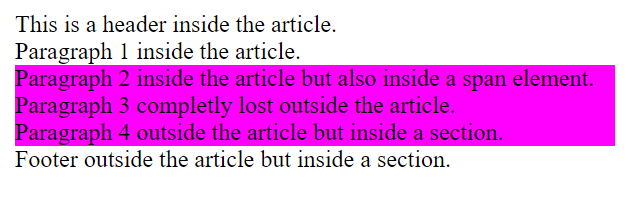 This is a header inside the article.
Paragraph 1 inside the article.
Paragraph 2 inside the article but also inside a span element.
Paragraph 3 completly lost outside the article.
Paragraph 4 outside the article but inside a section.
Footer outside the article but inside a section.